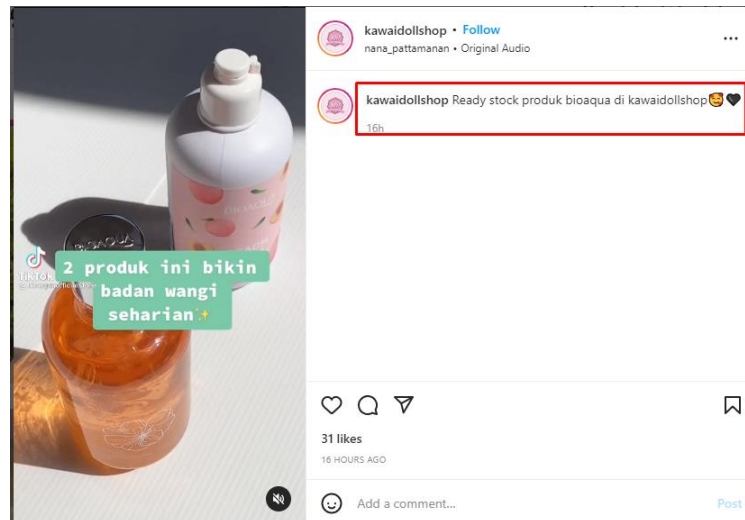 kawaidollshop • Follow
nana_pattamanan • Original Audio
kawaidollshop Ready stock produk bioaqua di kawaidollshop🥰🖤
16h
BIOAQUA
TikTok
2 produk ini bikin
badan wangi
seharian✨
31 likes
16 HOURS AGO
Add a comment...
Post